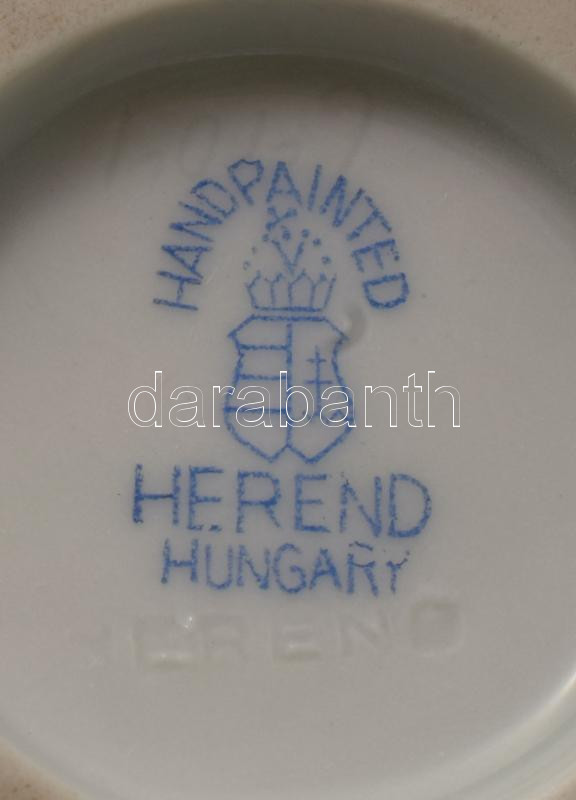 HANDPAINTED
darabanth
HEREND
HUNGARY
HEREND